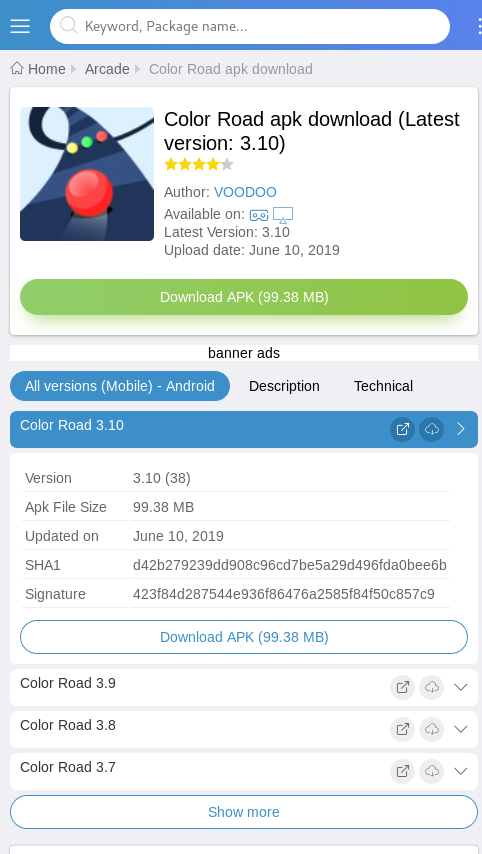 Keyword, Package name...
Home Arcade Color Road apk download
Color Road apk download (Latest
version: 3.10)
Author: VOODOO
Available on:
Latest Version: 3.10
Upload date: June 10, 2019
Download APK (99.38 MB)
banner ads
All versions (Mobile) - Android Description Technical
Color Road 3.10
Version 3.10 (38)
Apk File Size 99.38 MB
Updated on June 10, 2019
SHA1 d42b279239dd908c96cd7be5a29d496fda0bee6b
Signature 423f84d287544e936f86476a2585f84f50c857c9
Download APK (99.38 MB)
Color Road 3.9
Color Road 3.8
Color Road 3.7
Show more